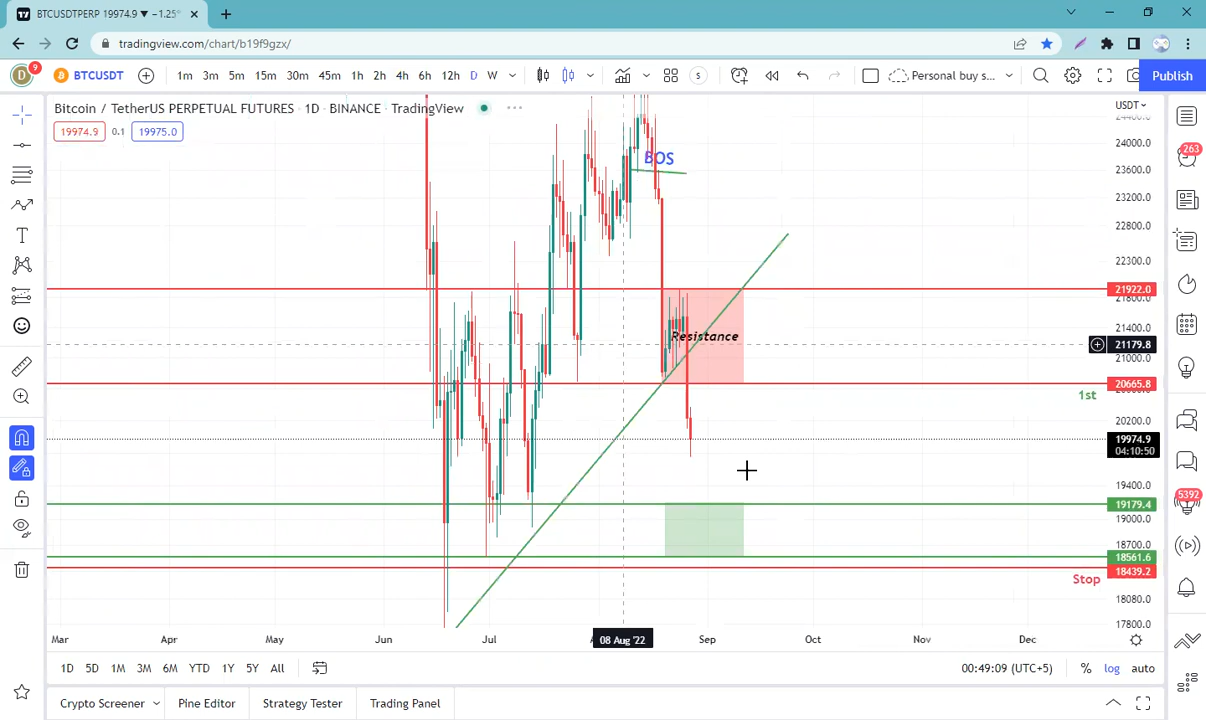 BTCUSDTPERP 19974.9 ▼ −1.25
tradingview.com/chart/b19f9gzx/
D 9 BTCUSDT 1m 3m 5m 15m 30m 45m 1h 2h 4h 6h 12h D W S Personal buy s... Publish
Bitcoin / TetherUS PERPETUAL FUTURES · 1D · BINANCE · TradingView
USDT
19974.9 0.1 19975.0
24400.0
24000.0
BOS
23600.0
23200.0
22800.0
22300.0
21922.0
21800.0
21400.0
Resistance
21179.8
21000.0
20665.8
1st
20200.0
19974.9
04:10:50
19400.0
19179.4
19000.0
18700.0
18561.6
18439.2
Stop
18080.0
17800.0
263
5392
Mar Apr May Jun Jul 08 Aug '22 Sep Oct Nov Dec
1D 5D 1M 3M 6M YTD 1Y 5Y All 00:49:09 (UTC+5) % log auto
Crypto Screener Pine Editor Strategy Tester Trading Panel